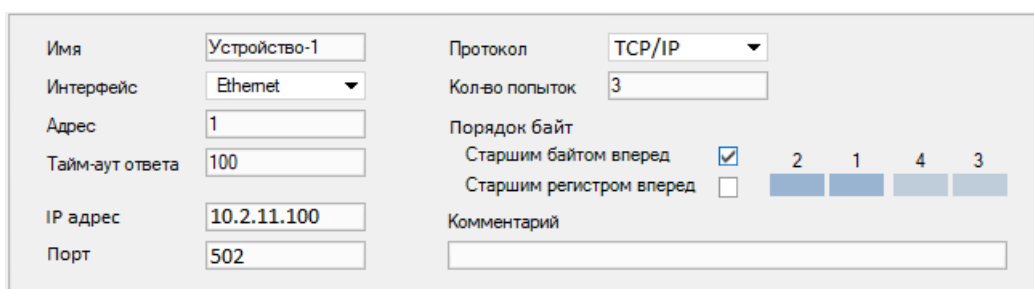 Имя Устройство-1
Интерфейс Ethernet
Адрес 1
Тайм-аут ответа 100
IP адрес 10.2.11.100
Порт 502
Протокол TCP/IP
Кол-во попыток 3
Порядок байт
Старшим байтом вперед 2 1 4 3
Старшим регистром вперед
Комментарий